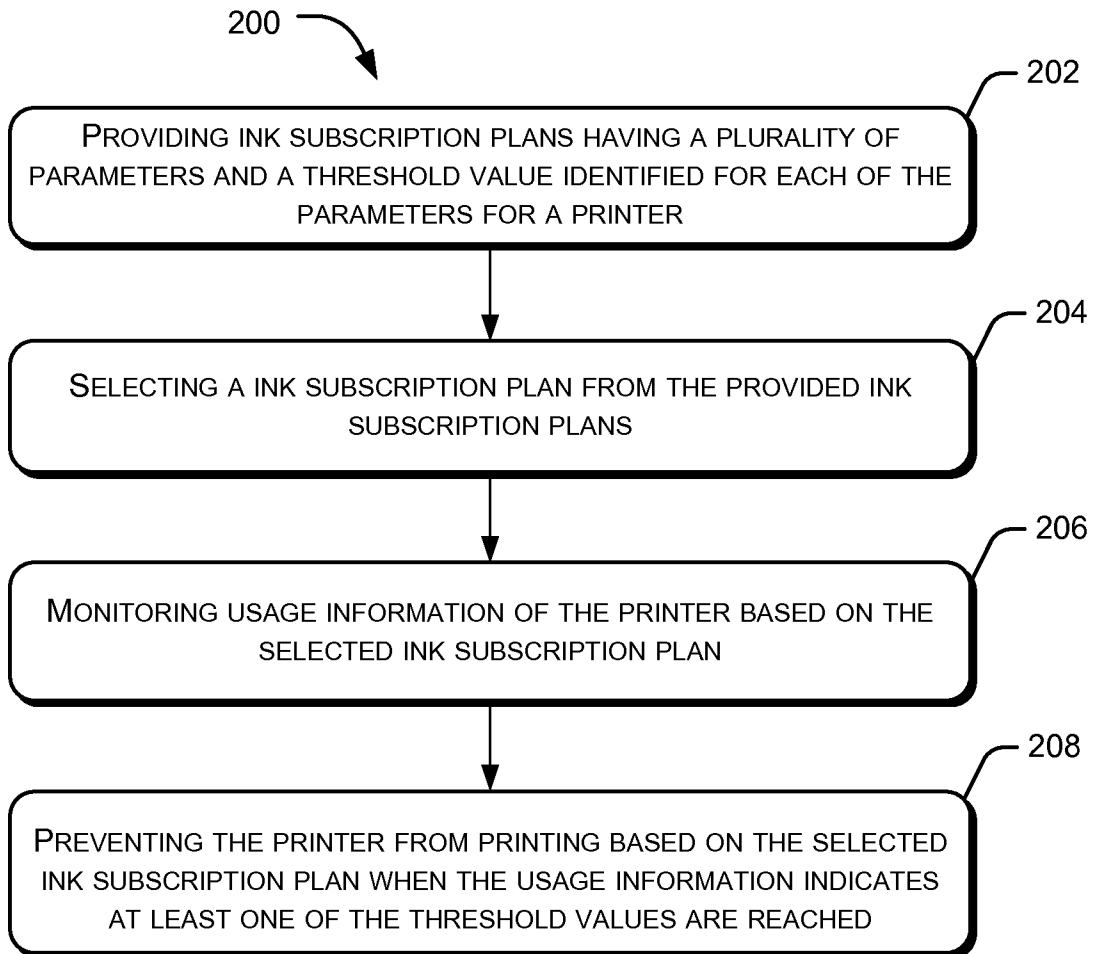 200
202
PROVIDING INK SUBSCRIPTION PLANS HAVING A PLURALITY OF
PARAMETERS AND A THRESHOLD VALUE IDENTIFIED FOR EACH OF THE
PARAMETERS FOR A PRINTER
204
SELECTING A INK SUBSCRIPTION PLAN FROM THE PROVIDED INK
SUBSCRIPTION PLANS
206
MONITORING USAGE INFORMATION OF THE PRINTER BASED ON THE
SELECTED INK SUBSCRIPTION PLAN
208
PREVENTING THE PRINTER FROM PRINTING BASED ON THE SELECTED
INK SUBSCRIPTION PLAN WHEN THE USAGE INFORMATION INDICATES
AT LEAST ONE OF THE THRESHOLD VALUES ARE REACHED